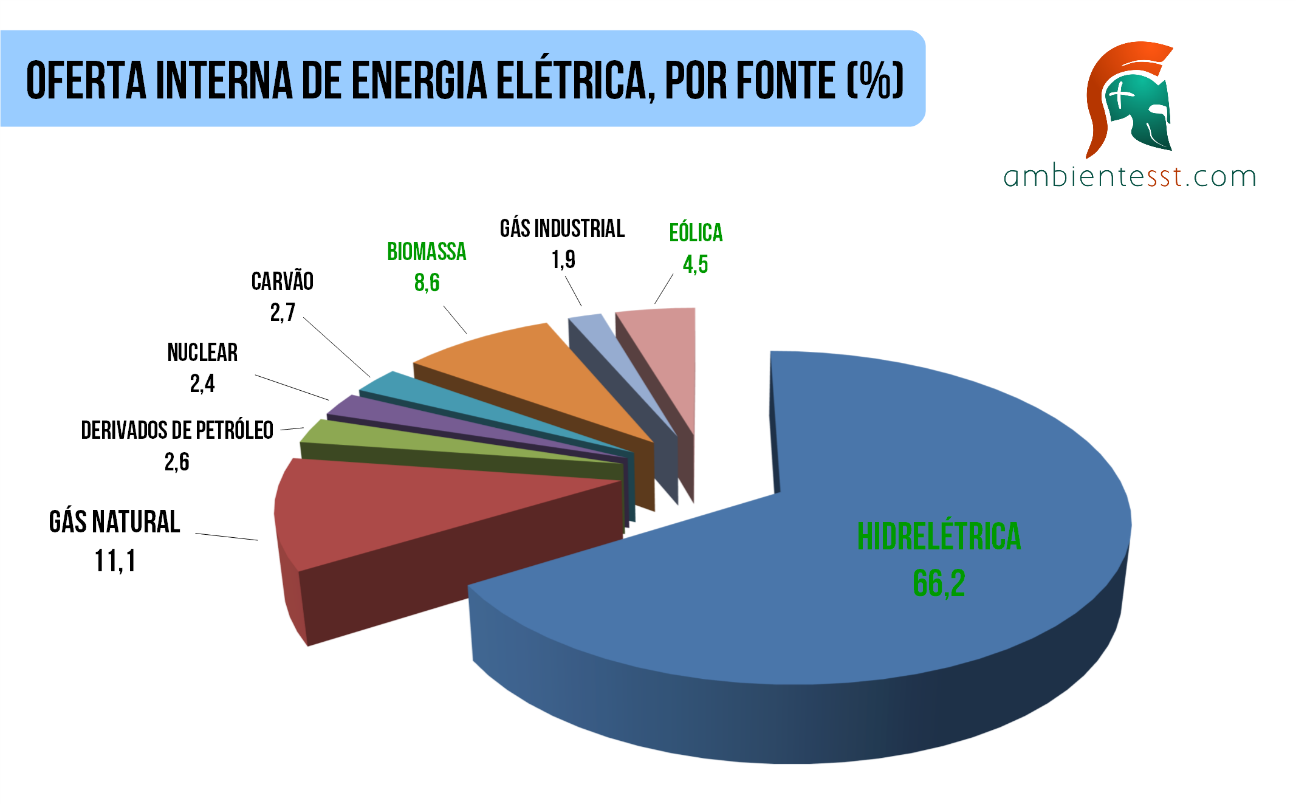 OFERTA INTERNA DE ENERGIA ELÉTRICA, POR FONTE (%)
ambientesst.com
GÁS INDUSTRIAL
1,9
EÓLICA
4,5
BIOMASSA
8,6
CARVÃO
2,7
NUCLEAR
2,4
DERIVADOS DE PETRÓLEO
2,6
GÁS NATURAL
11,1
HIDRELÉTRICA
66,2